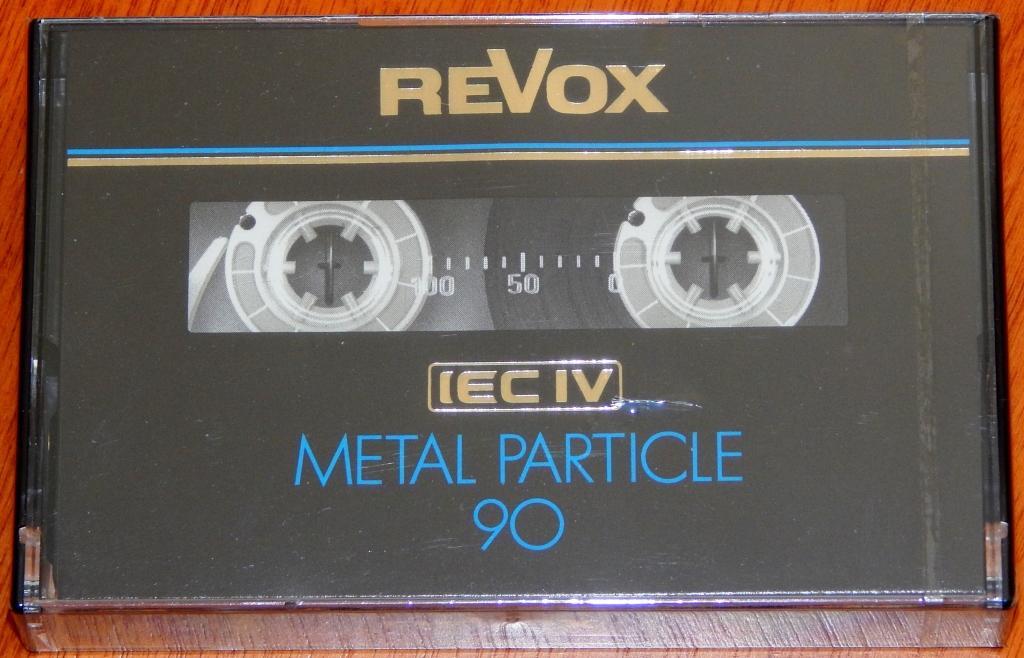 REVOX
100 50 0
IEC IV
METAL PARTICLE
90